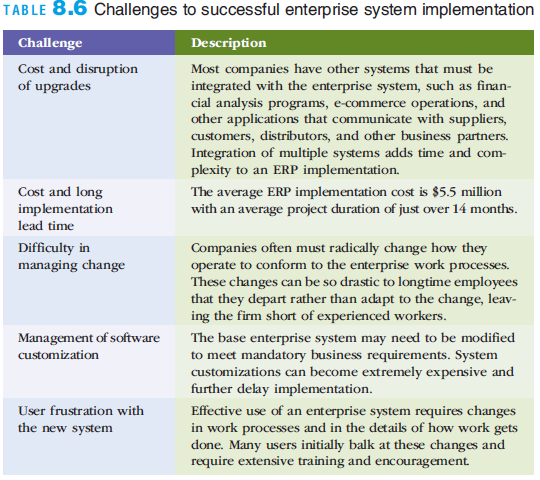 TABLE 8.6 Challenges to successful enterprise system implementation
Challenge Description
Cost and disruption
of upgrades
Most companies have other systems that must be
integrated with the enterprise system, such as finan-
cial analysis programs, e-commerce operations, and
other applications that communicate with suppliers,
customers, distributors, and other business partners.
Integration of multiple systems adds time and com-
plexity to an ERP implementation.
Cost and long
implementation
lead time
The average ERP implementation cost is $5.5 million
with an average project duration of just over 14 months.
Difficulty in
managing change
Companies often must radically change how they
operate to conform to the enterprise work processes.
These changes can be so drastic to longtime employees
that they depart rather than adapt to the change, leav-
ing the firm short of experienced workers.
Management of software
customization
The base enterprise system may need to be modified
to meet mandatory business requirements. System
customizations can become extremely expensive and
further delay implementation.
User frustration with
the new system
Effective use of an enterprise system requires changes
in work processes and in the details of how work gets
done. Many users initially balk at these changes and
require extensive training and encouragement.